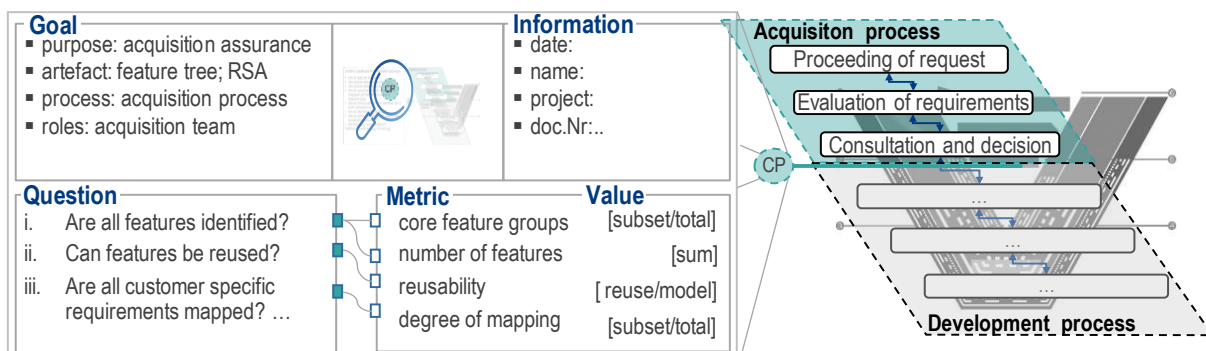 Goal
▪ purpose: acquisition assurance
▪ artefact: feature tree; RSA
▪ process: acquisition process
▪ roles: acquisition team
CP
Information
▪ date:
▪ name:
▪ project:
▪ doc.Nr:..
Question
i. Are all features identified?
ii. Can features be reused?
iii. Are all customer specific
requirements mapped? …
Metric Value
core feature groups [subset/total]
number of features [sum]
reusability [ reuse/model]
degree of mapping [subset/total]
CP
Acquisiton process
Proceeding of request
Evaluation of requirements
Consultation and decision
…
…
…
Development process